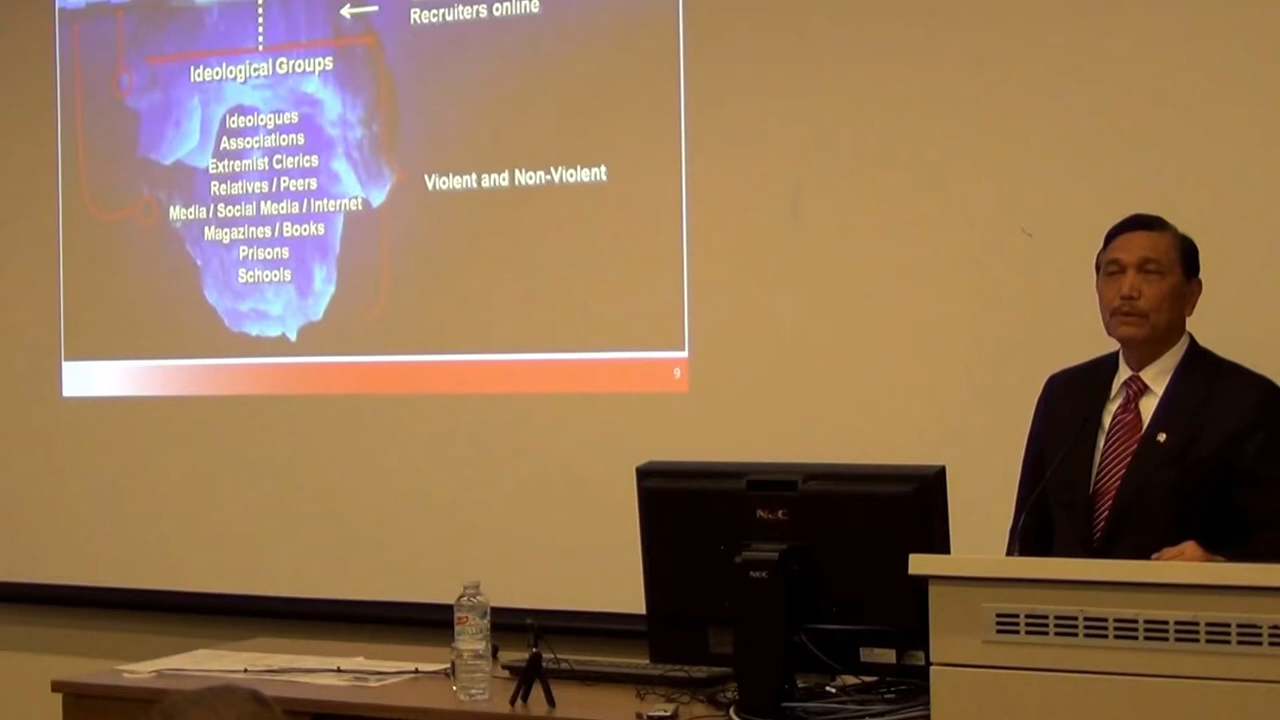 Recruiters online
Ideological Groups
Ideologues
Associations
Extremist Clerics
Relatives / Peers
Violent and Non-Violent
Media / Social Media / Internet
Magazines / Books
Prisons
Schools
9
NEC
NEC